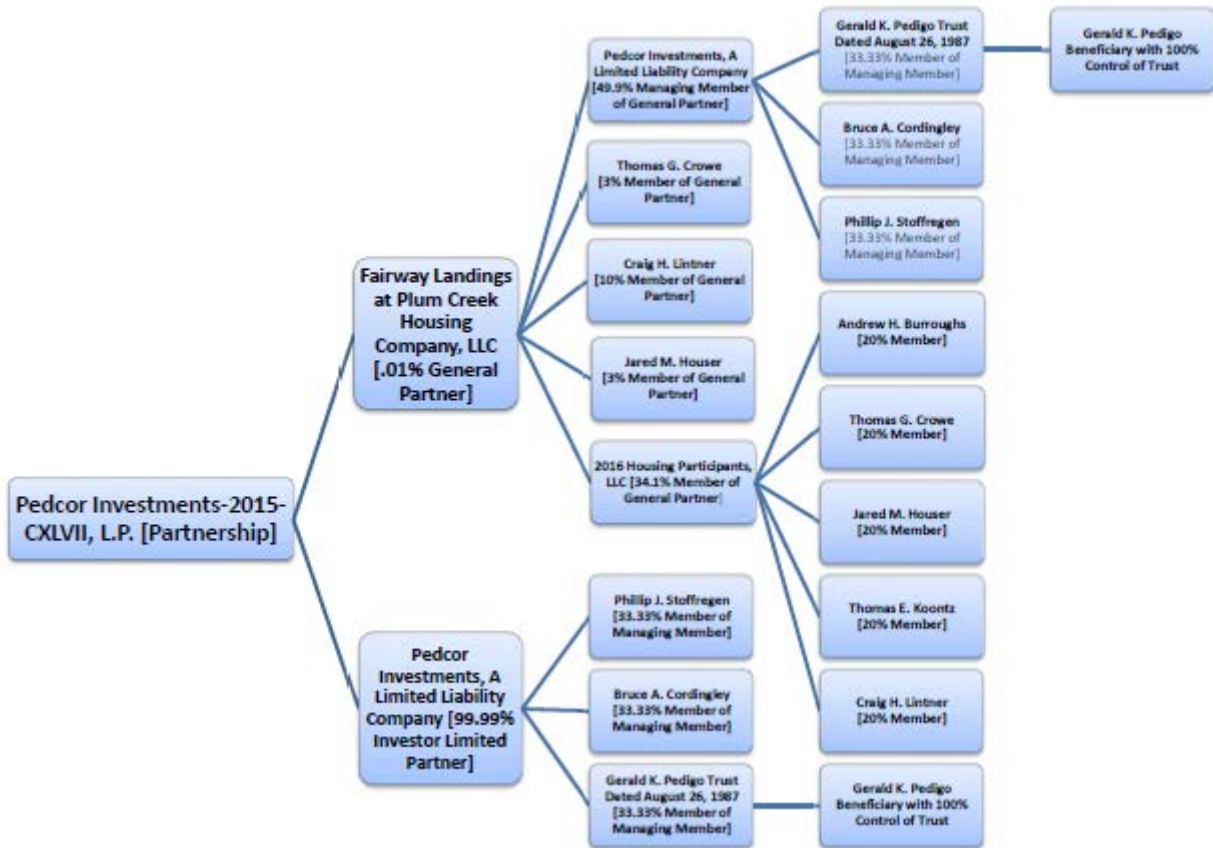 Pedcor Investments-2015-
CXLVII, L.P. [Partnership]
Fairway Landings
at Plum Creek
Housing
Company, LLC
[.01% General
Partner]
Pedcor Investments, A
Limited Liability Company
[49.9% Managing Member
of General Partner]
Gerald K. Pedigo Trust
Dated August 26, 1987
[33.33% Member of
Managing Member]
Gerald K. Pedigo
Beneficiary with 100%
Control of Trust
Bruce A. Cordingley
[33.33% Member of
Managing Member]
Phillip J. Stoffregen
[33.33% Member of
Managing Member]
Thomas G. Crowe
[3% Member of General
Partner]
Craig H. Lintner
[10% Member of General
Partner]
Jared M. Houser
[3% Member of General
Partner]
2016 Housing Participants,
LLC [34.1% Member of
General Partner]
Andrew H. Burroughs
[20% Member]
Thomas G. Crowe
[20% Member]
Jared M. Houser
[20% Member]
Thomas E. Koontz
[20% Member]
Craig H. Lintner
[20% Member]
Pedcor
Investments, A
Limited Liability
Company [99.99%
Investor Limited
Partner]
Phillip J. Stoffregen
[33.33% Member of
Managing Member]
Bruce A. Cordingley
[33.33% Member of
Managing Member]
Gerald K. Pedigo Trust
Dated August 26, 1987
[33.33% Member of
Managing Member]
Gerald K. Pedigo
Beneficiary with 100%
Control of Trust